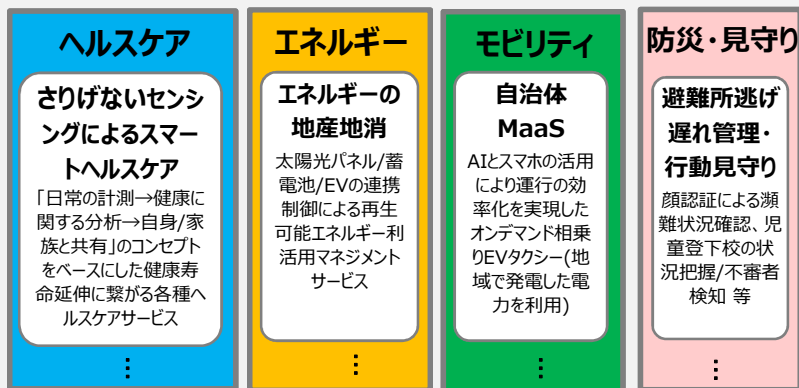 ヘルスケア
さりげないセンシ
ングによるスマー
トヘルスケア
「日常の計測→健康に
関する分析→自身/家
族と共有」のコンセプト
をベースにした健康寿
命延伸に繋がる各種ヘ
ルスケアサービス
⋮
エネルギー
エネルギーの
地産地消
太陽光パネル/蓄
電池/EVの連携
制御による再生
可能エネルギー利
活用マネジメント
サービス
⋮
モビリティ
自治体
MaaS
AIとスマホの活用
により運行の効
率化を実現した
オンデマンド相乗
りEVタクシー(地
域で発電した電
力を利用)
⋮
防災・見守り
避難所逃げ
遅れ管理・
行動見守り
顔認証による瀕
難状況確認、児
童登下校の状
況把握/不審者
検知 等
⋮